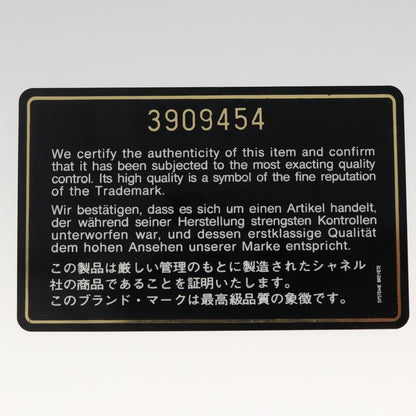 3909454
We certify the authenticity of this item and confirm
that it has been subjected to the most exacting quality
control. Its high quality is a symbol of the fine reputation
of the Trademark.
Wir bestätigen, dass es sich um einen Artikel handelt,
der während seiner Herstellung strengsten Kontrollen
unterworfen war, und dessen erstklassige Qualität
dem hohen Ansehen unserer Marke entspricht.
この製品は厳しい管理のもとに製造されたシャネル
社の商品であることを証明いたします。
このブランド・マークは最高級品質の象徴です。
SYSTEME BREVETE